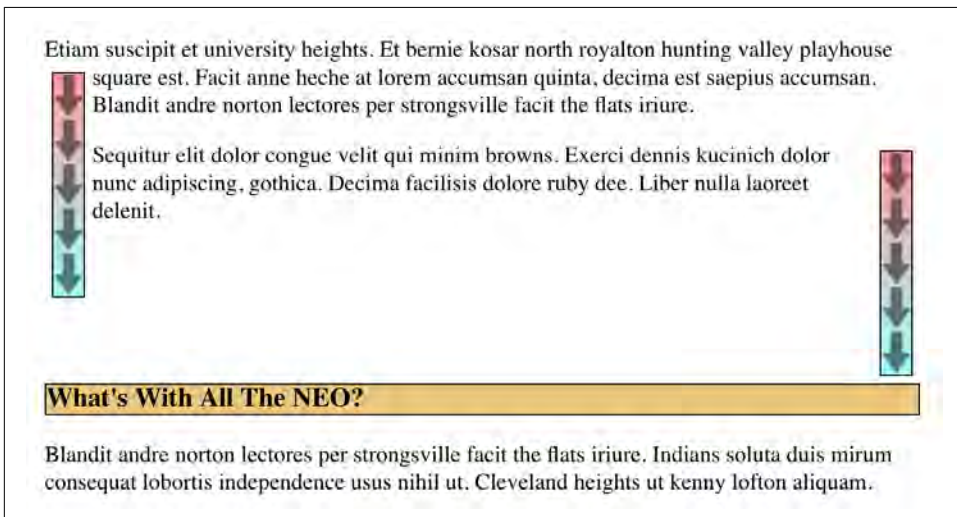 Etiam suscipit et university heights. Et bernie kosar north royalton hunting valley playhouse
square est. Facit anne heche at lorem accumsan quinta, decima est saepius accumsan.
Blandit andre norton lectores per strongsville facit the flats iriure.
Sequitur elit dolor congue velit qui minim browns. Exerci dennis kucinich dolor
nunc adipiscing, gothica. Decima facilisis dolore ruby dee. Liber nulla laoreet
delenit.
What's With All The NEO?
Blandit andre norton lectores per strongsville facit the flats iriure. Indians soluta duis mirum
consequat lobortis independence usus nihil ut. Cleveland heights ut kenny lofton aliquam.